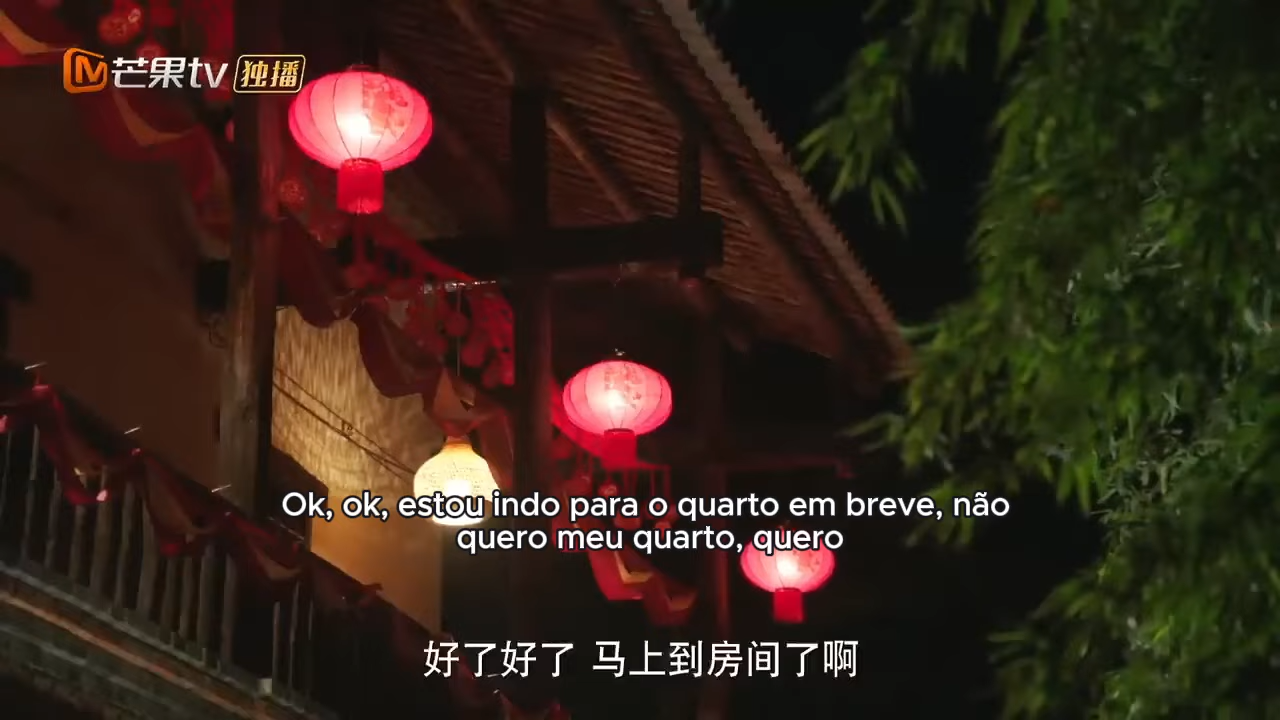 芒果tv 独播
Ok, ok, estou indo para o quarto em breve, não
quero meu quarto, quero
好了好了 马上到房间了啊